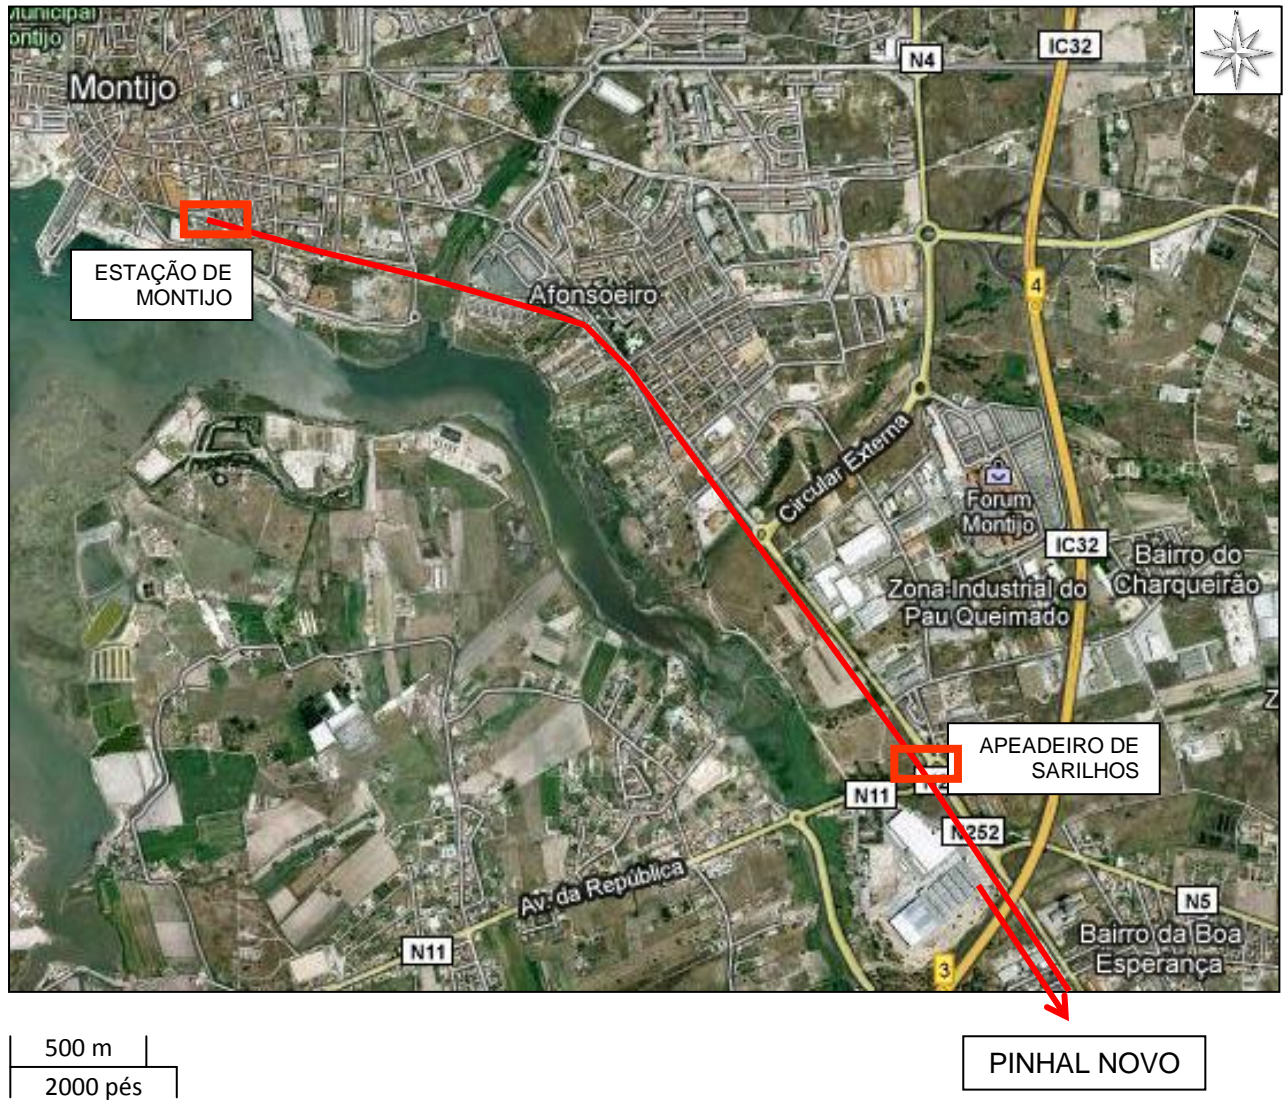 Municipal
ontijo
Montijo
N4
IC32
N
ESTAÇÃO DE
MONTIJO
Afonsoeiro
4
Circular Externa
Forum
Montijo
IC32
Bairro do
Charqueirão
Zona Industrial do
Pau Queimado
Z
APEADEIRO DE
SARILHOS
N11
N252
Av. da República
N5
N11
3
Bairro da Boa
Esperança
500 m
2000 pés
PINHAL NOVO